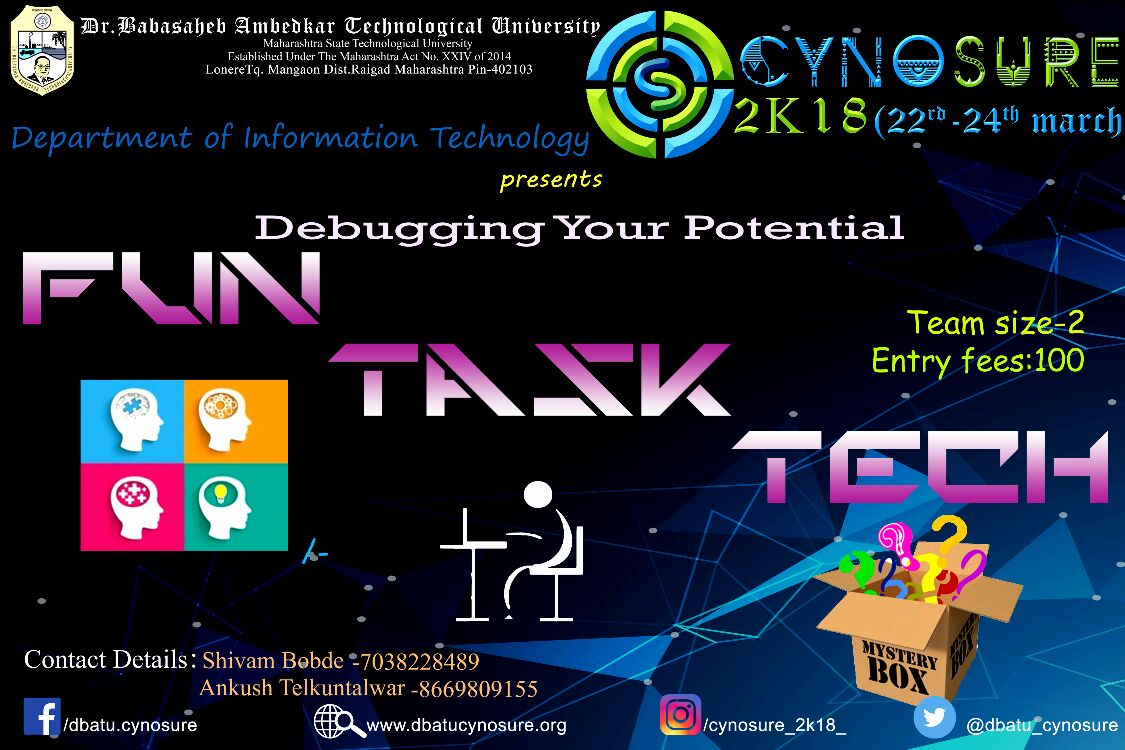 Dr.Babasaheb Ambedkar Technological University
Maharashtra State Technological University
Established Under The Maharashtra Act No. XXIV of 2014
LonereTq. Mangaon Dist.Raigad Maharashtra Pin-402103
CYNOSURE
2K18 (22rd -24th march
Department of Information Technology
presents
Debugging Your Potential
FUN
TASK
TECH
Team size-2
Entry fees:100
/-
MYSTERY BOX
MYSTERY BOX
Contact Details: Shivam Bobde -7038228489
Ankush Telkuntalwar -8669809155
/dbatu.cynosure
www.dbatucynosure.org
/cynosure_2k18_
@dbatu_cynosure